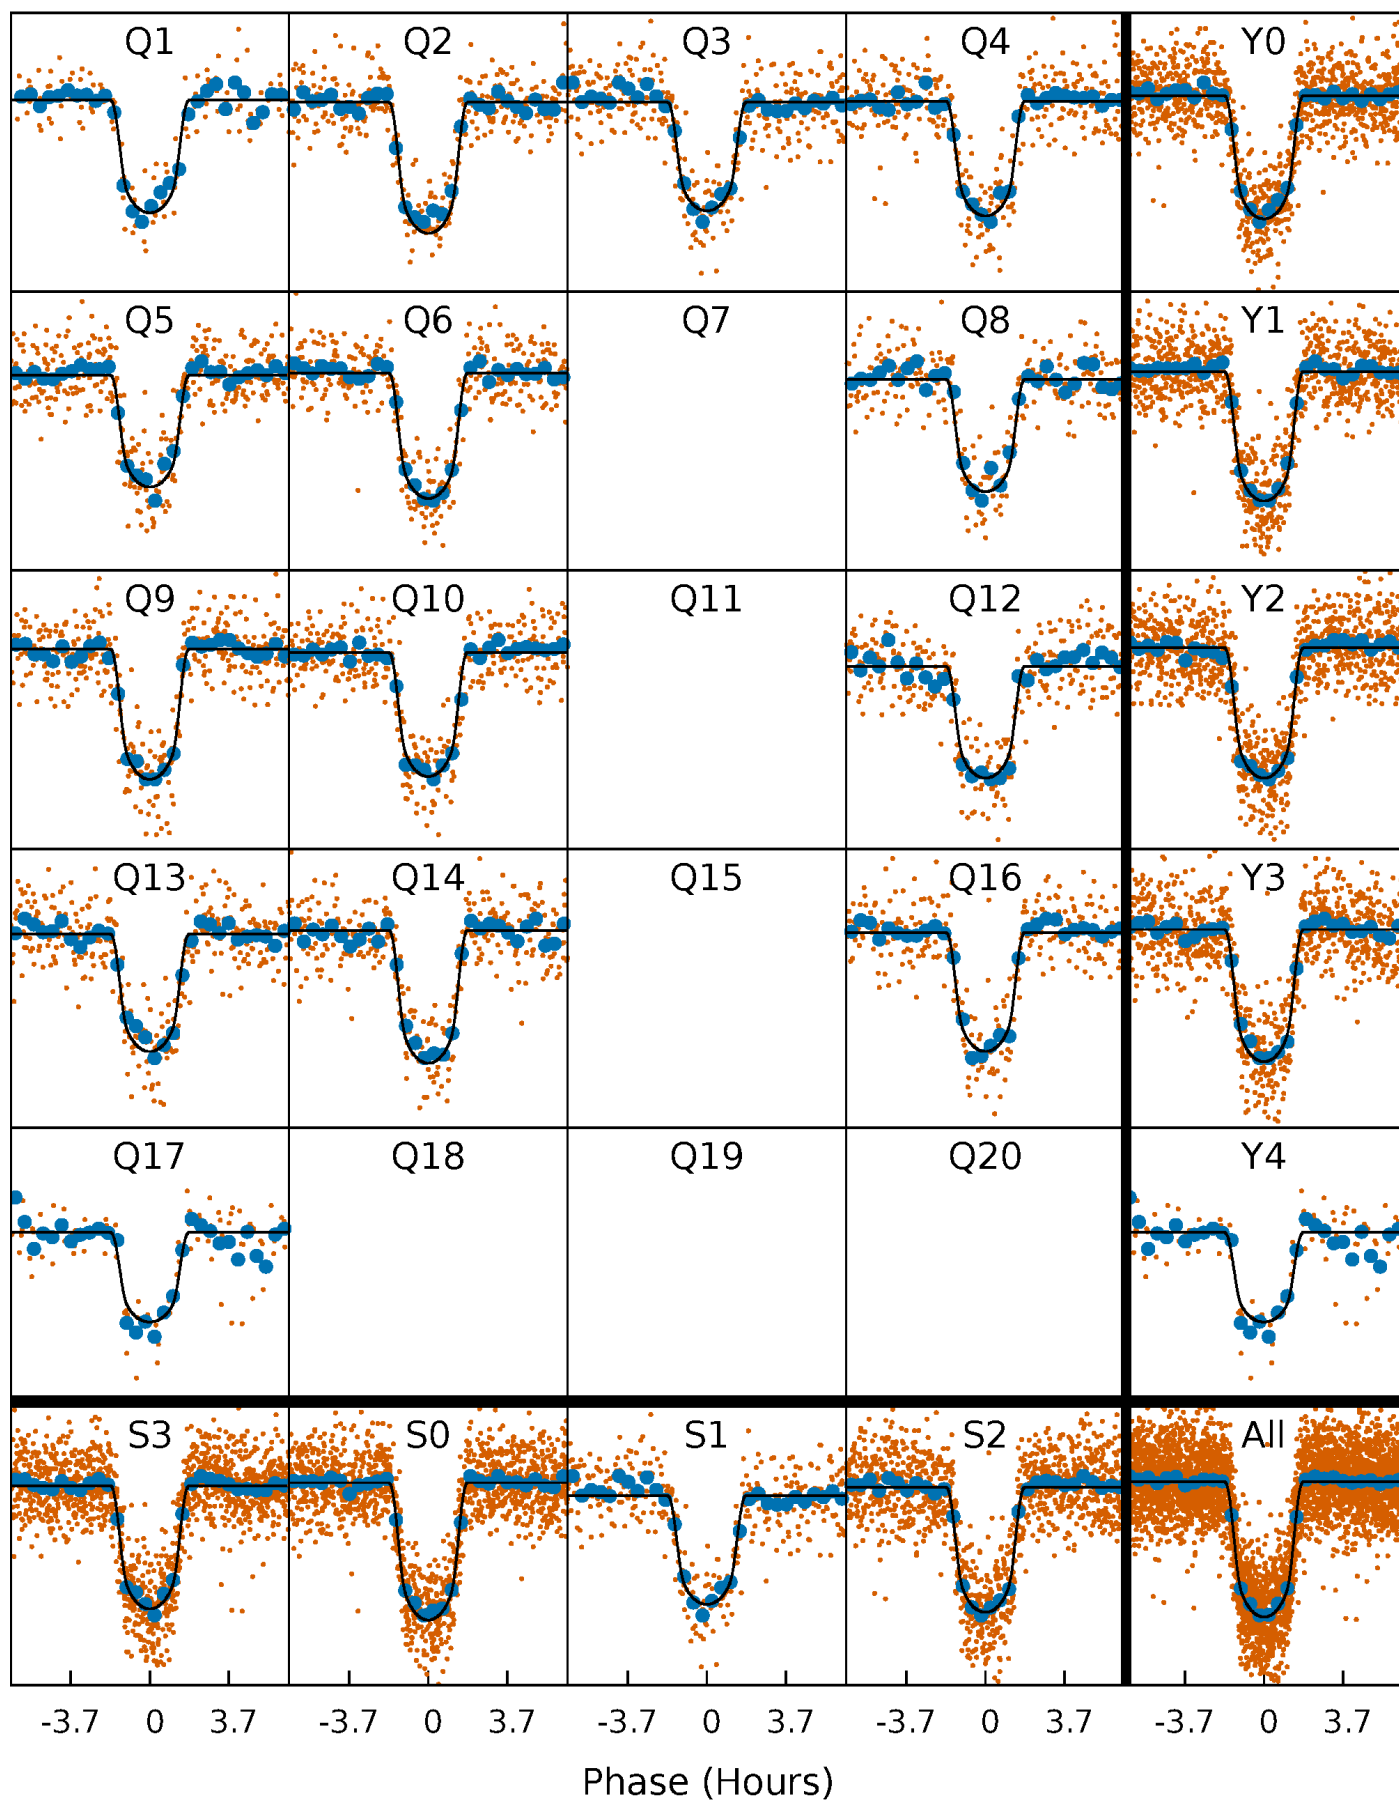 Q1 Q2 Q3 Q4 Y0
Q5 Q6 Q7 Q8 Y1
Q9 Q10 Q11 Q12 Y2
Q13 Q14 Q15 Q16 Y3
Q17 Q18 Q19 Q20 Y4
S3 S0 S1 S2 All
-3.7 0 3.7 -3.7 0 3.7 -3.7 0 3.7 -3.7 0 3.7 -3.7 0 3.7
Phase (Hours)